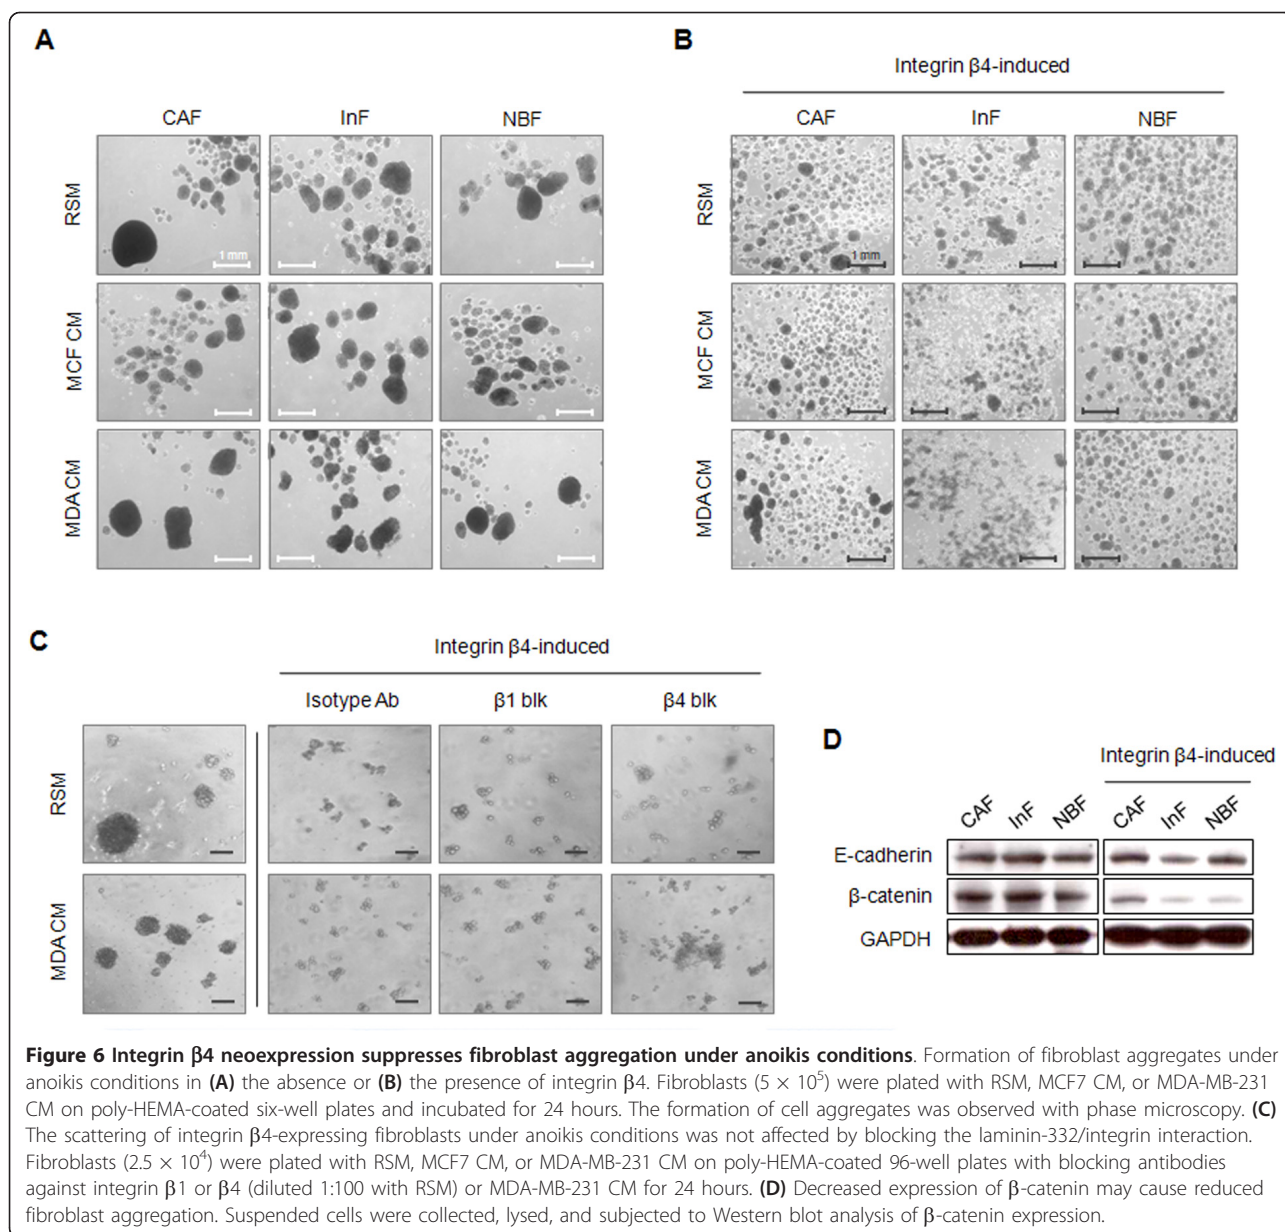 A
CAF InF NBF
RSM
1 mm
MCF CM
MDA CM
B
Integrin β4-induced
CAF InF NBF
RSM
1 mm
MCF CM
MDA CM
C
Integrin β4-induced
Isotype Ab β1 blk β4 blk
RSM
MDA CM
D
Integrin β4-induced
CAF InF NBF CAF InF NBF
E-cadherin
β-catenin
GAPDH
Figure 6 Integrin β4 neoexpression suppresses fibroblast aggregation under anoikis conditions. Formation of fibroblast aggregates under
anoikis conditions in (A) the absence or (B) the presence of integrin β4. Fibroblasts (5 × 10⁵) were plated with RSM, MCF7 CM, or MDA-MB-231
CM on poly-HEMA-coated six-well plates and incubated for 24 hours. The formation of cell aggregates was observed with phase microscopy. (C)
The scattering of integrin β4-expressing fibroblasts under anoikis conditions was not affected by blocking the laminin-332/integrin interaction.
Fibroblasts (2.5 × 10⁴) were plated with RSM, MCF7 CM, or MDA-MB-231 CM on poly-HEMA-coated 96-well plates with blocking antibodies
against integrin β1 or β4 (diluted 1:100 with RSM) or MDA-MB-231 CM for 24 hours. (D) Decreased expression of β-catenin may cause reduced
fibroblast aggregation. Suspended cells were collected, lysed, and subjected to Western blot analysis of β-catenin expression.